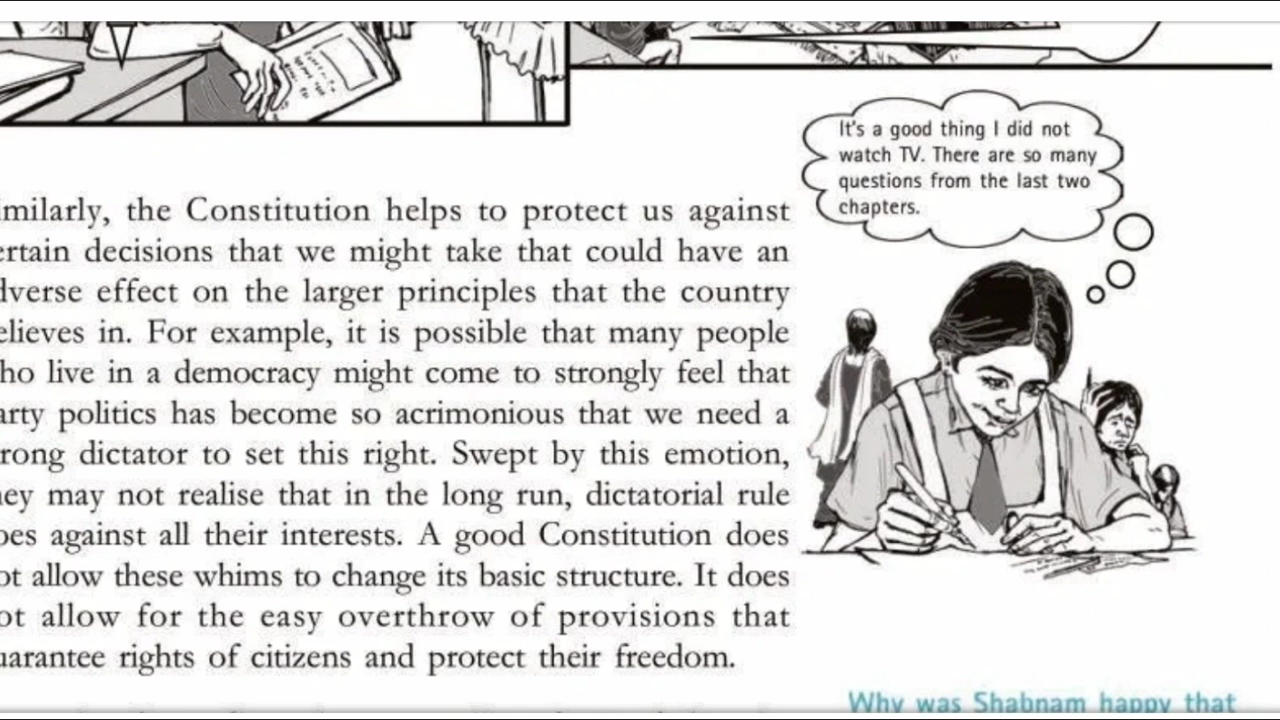 imilarly, the Constitution helps to protect us against
ertain decisions that we might take that could have an
dverse effect on the larger principles that the country
elieves in. For example, it is possible that many people
ho live in a democracy might come to strongly feel that
arty politics has become so acrimonious that we need a
rong dictator to set this right. Swept by this emotion,
hey may not realise that in the long run, dictatorial rule
oes against all their interests. A good Constitution does
ot allow these whims to change its basic structure. It does
ot allow for the easy overthrow of provisions that
uarantee rights of citizens and protect their freedom.
It's a good thing I did not
watch TV. There are so many
questions from the last two
chapters.
Why was Shabnam happy that